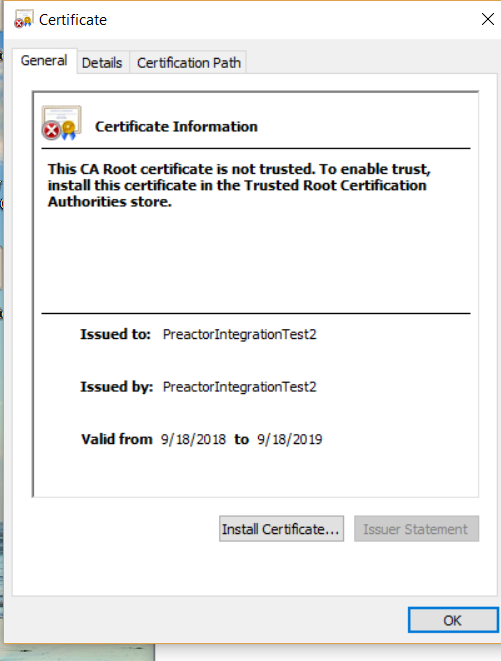 Certificate
General
Details
Certification Path
Certificate Information
This CA Root certificate is not trusted. To enable trust,
install this certificate in the Trusted Root Certification
Authorities store.
Issued to: PreactorIntegrationTest2
Issued by: PreactorIntegrationTest2
Valid from 9/18/2018 to 9/18/2019
Install Certificate...
Issuer Statement
OK